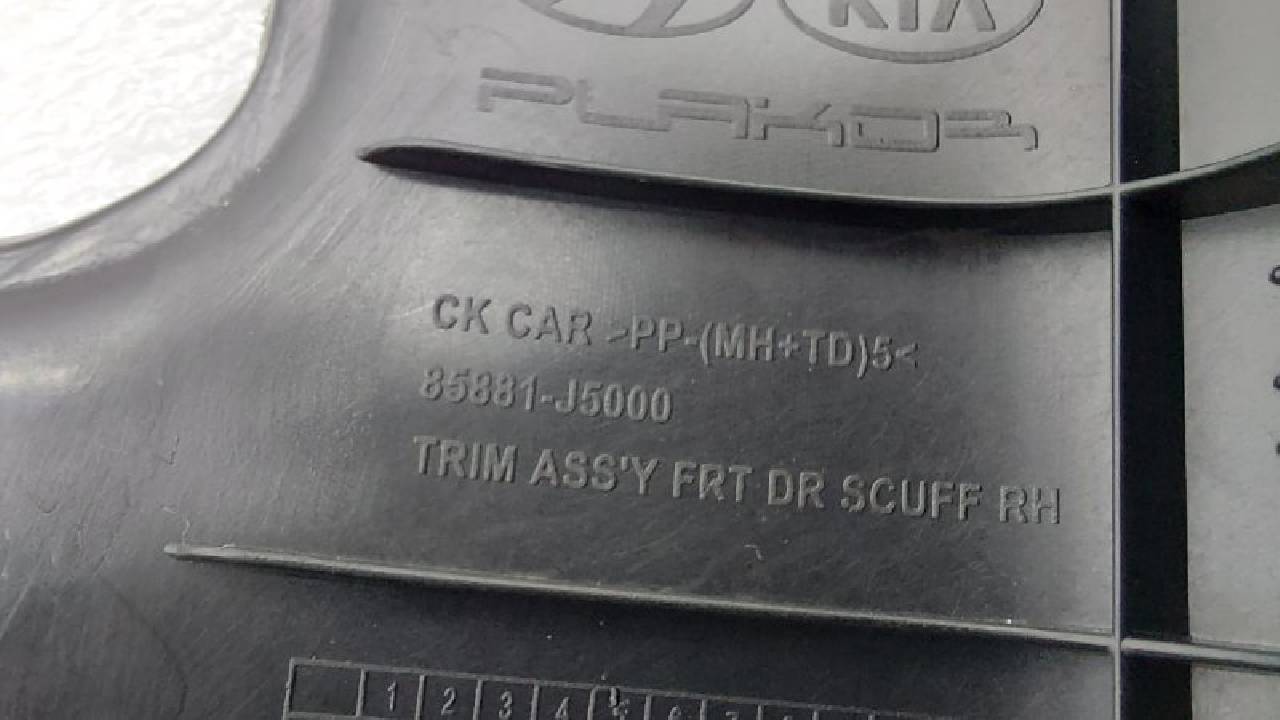 KIA
PLAKOR
CK CAR >PP-(MH+TD)5<
85881-J5000
TRIM ASS'Y FRT DR SCUFF RH
1 2 3 4